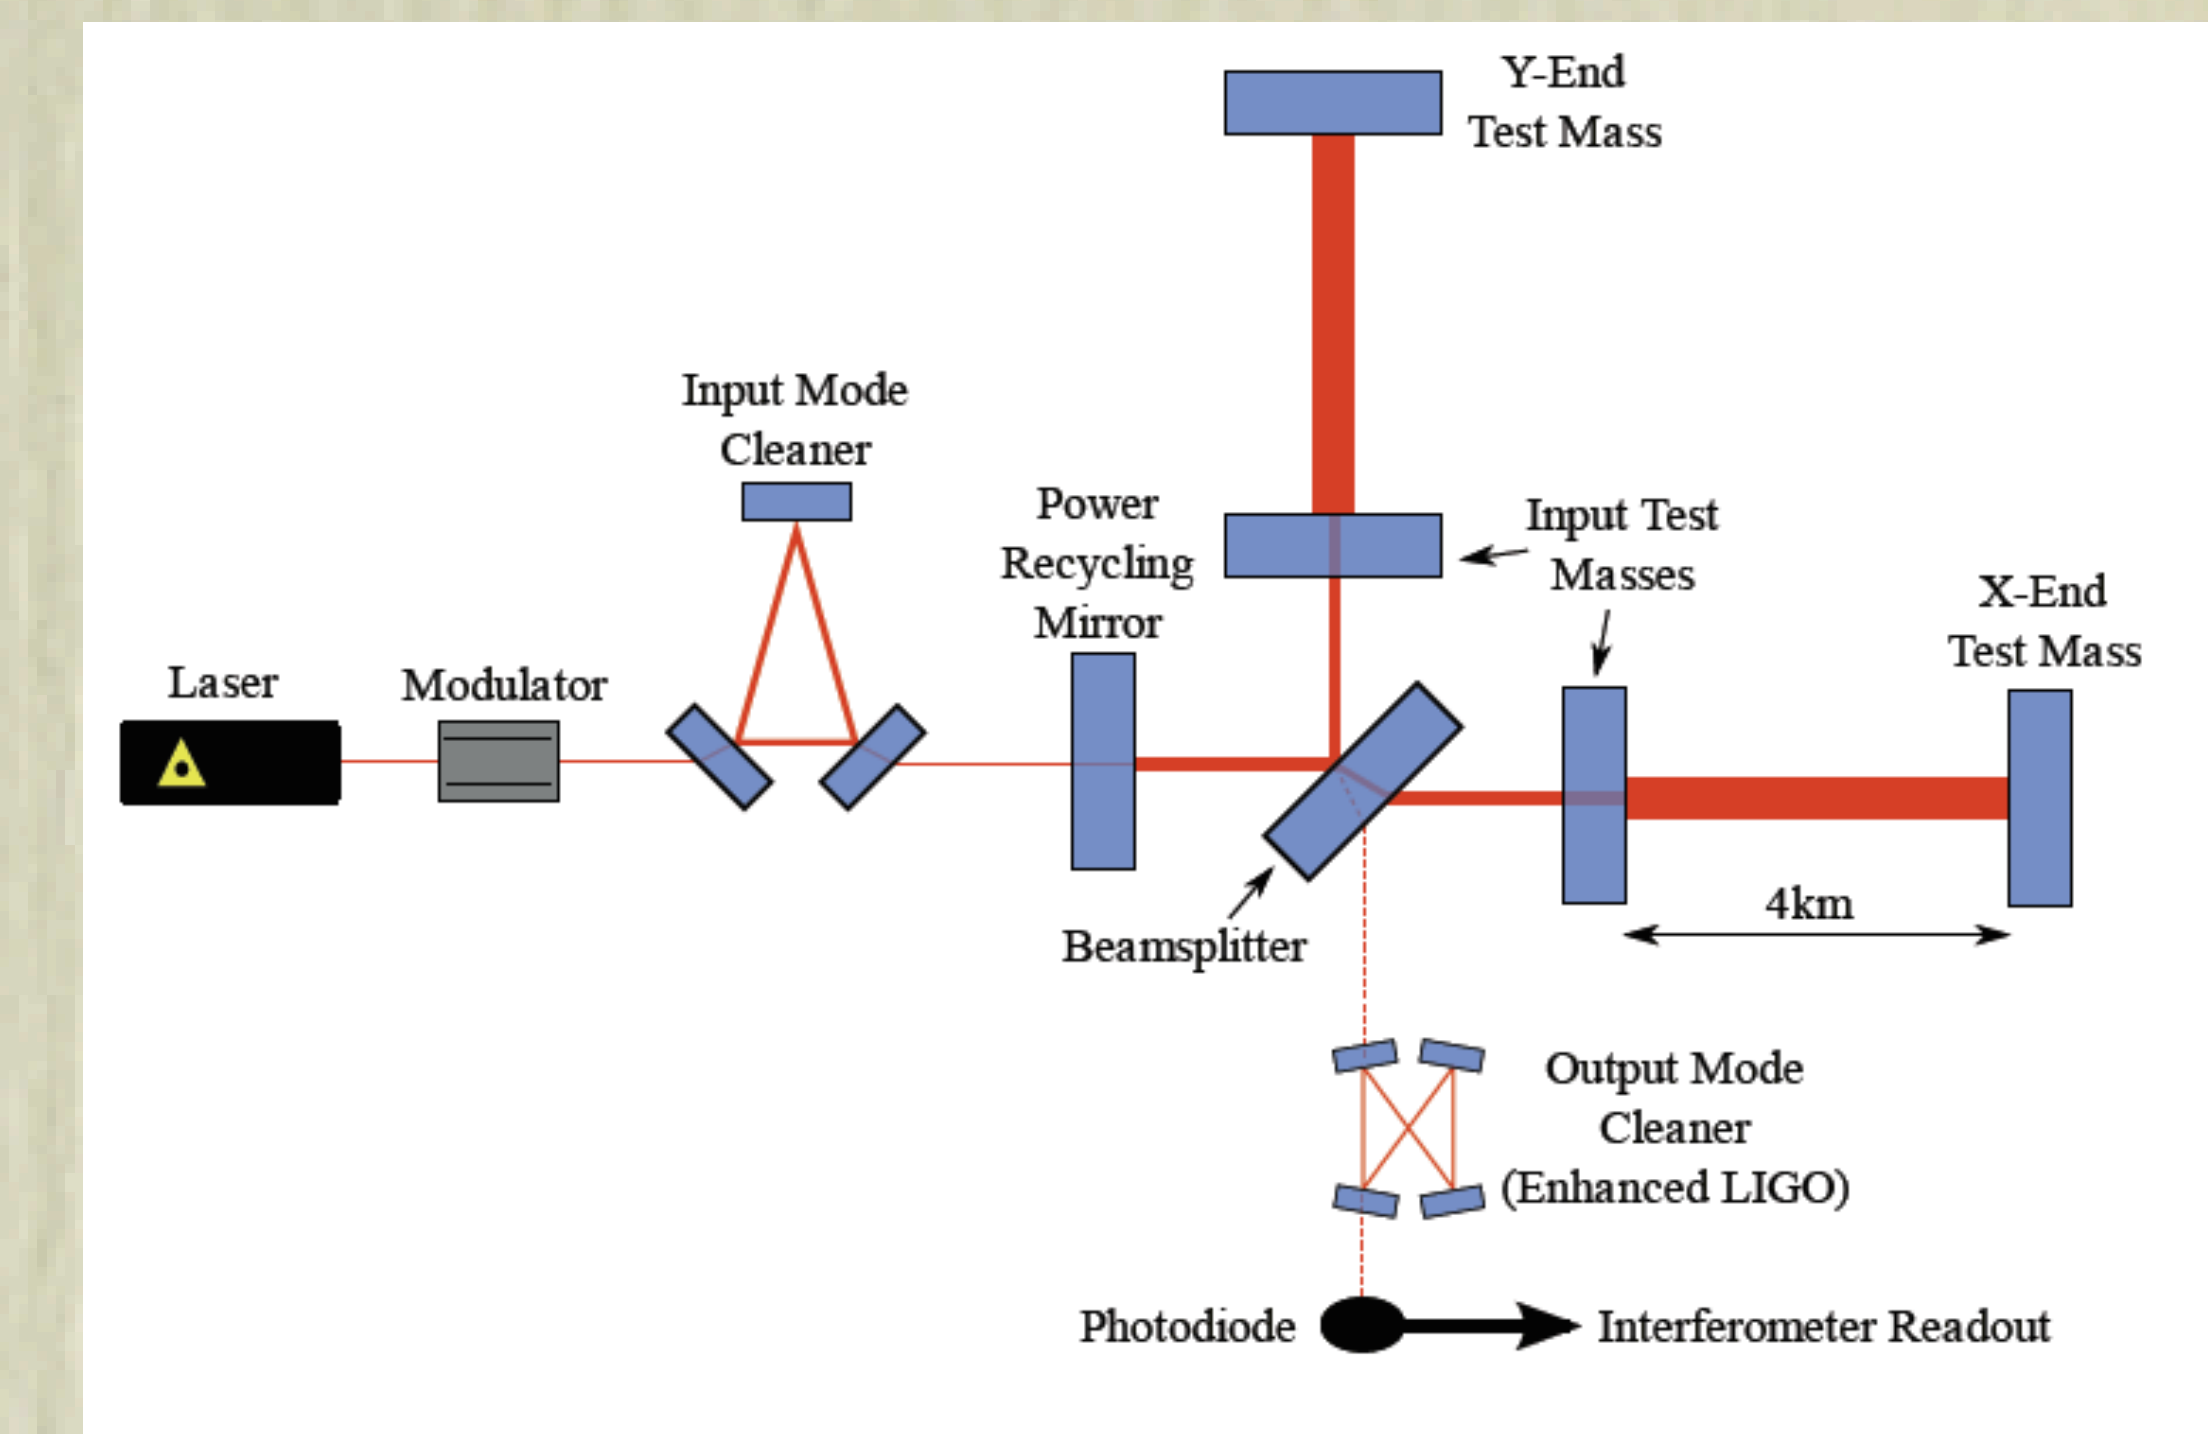 Y-End
Test Mass
Input Mode
Cleaner
Power
Recycling
Mirror
Input Test
Masses
X-End
Test Mass
Laser
Modulator
4km
Beamsplitter
Output Mode
Cleaner
(Enhanced LIGO)
Photodiode
Interferometer Readout